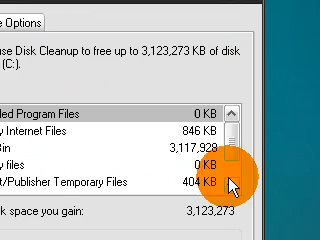 e Options
use Disk Cleanup to free up to 3,123,273 KB of disk
(C:).
ded Program Files 0 KB
y Internet Files 846 KB
Bin 3,117,928
y files 0 KB
t/Publisher Temporary Files 404 KB
k space you gain: 3,123,273